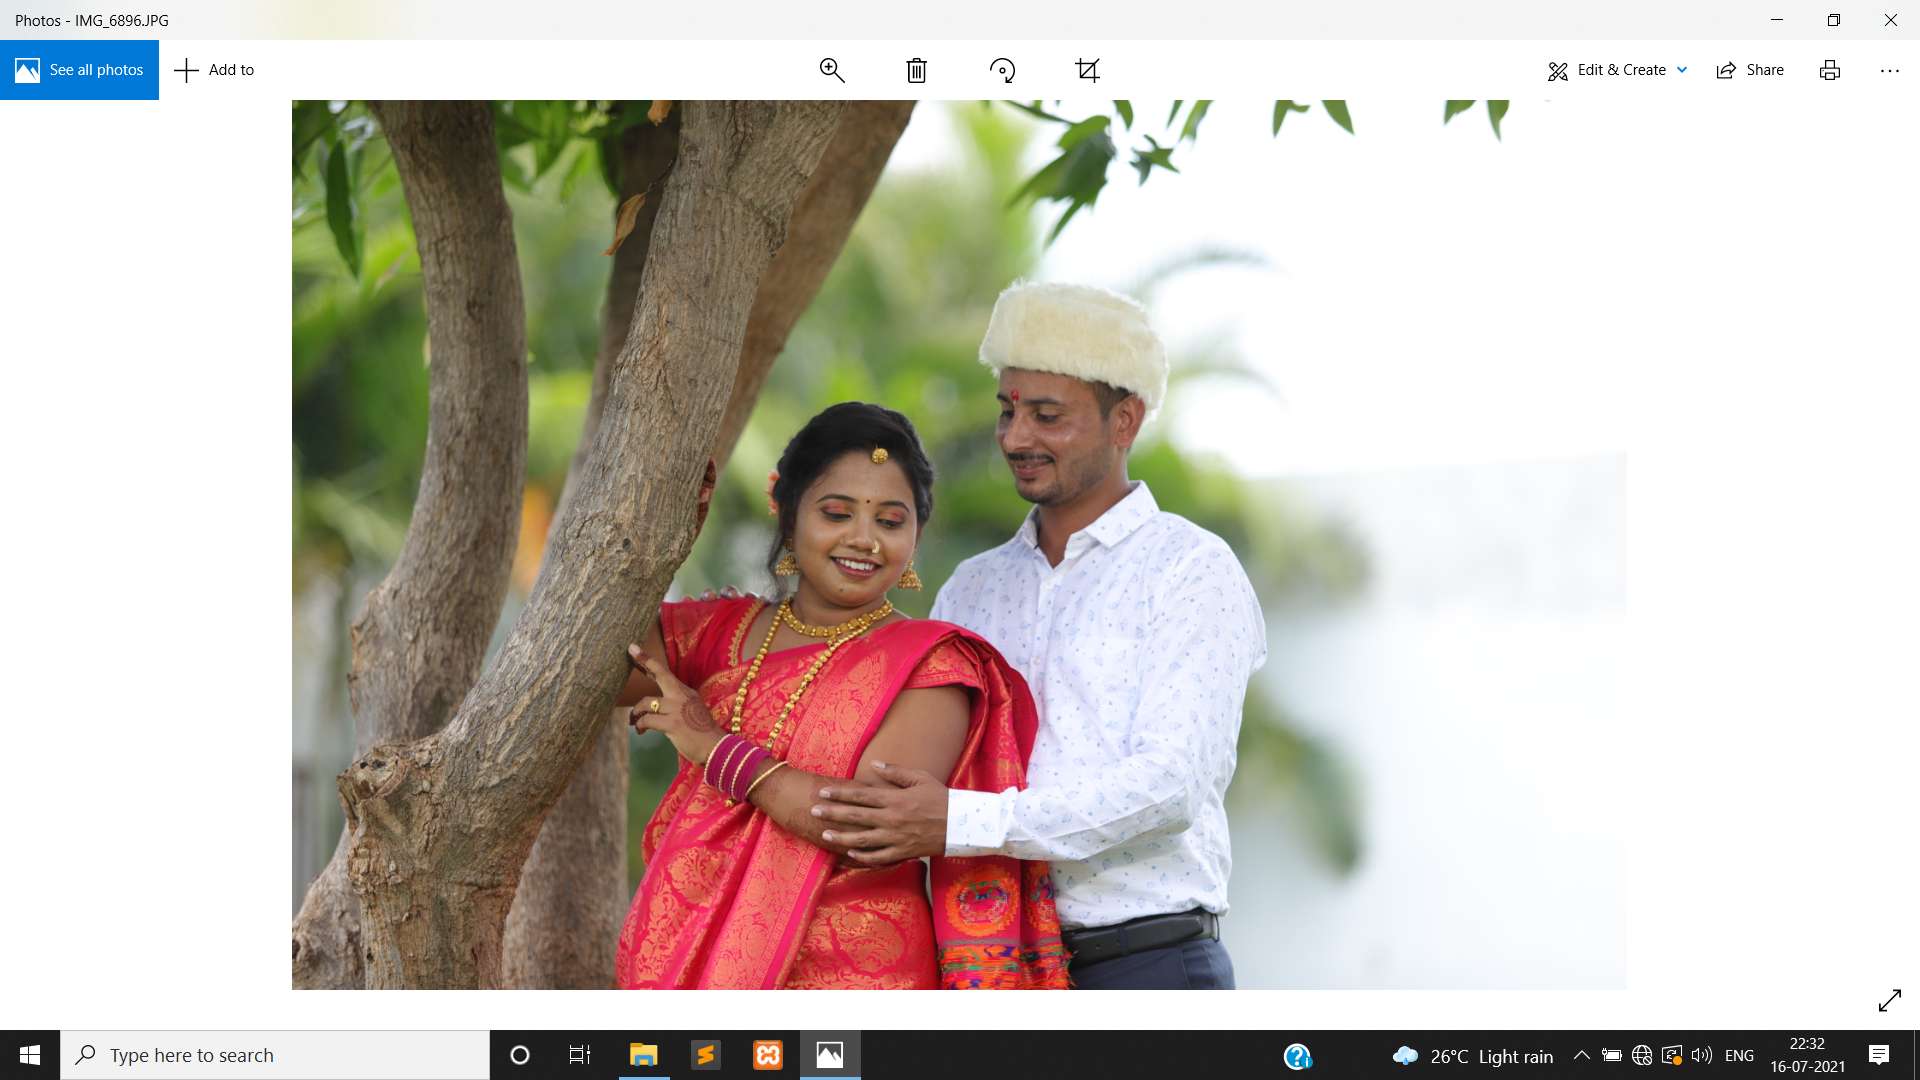 Photos - IMG_6896.JPG
See all photos
Add to
Edit & Create
Share
Type here to search
26°C Light rain
ENG
22:32
16-07-2021